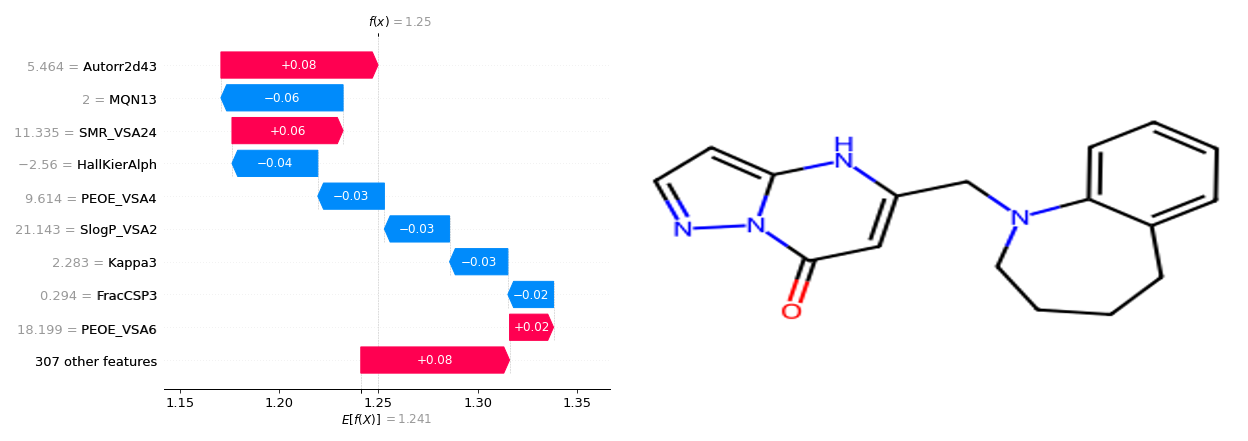 f(x) = 1.25
5.464 = Autorr2d43
+0.08
2 = MQN13
−0.06
11.335 = SMR_VSA24
+0.06
−2.56 = HallKierAlph
−0.04
9.614 = PEOE_VSA4
−0.03
21.143 = SlogP_VSA2
−0.03
2.283 = Kappa3
−0.03
0.294 = FracCSP3
−0.02
18.199 = PEOE_VSA6
+0.02
307 other features
+0.08
1.15 1.20 1.25 1.30 1.35
E[f(X)] = 1.241
H
N
N
N
N
O